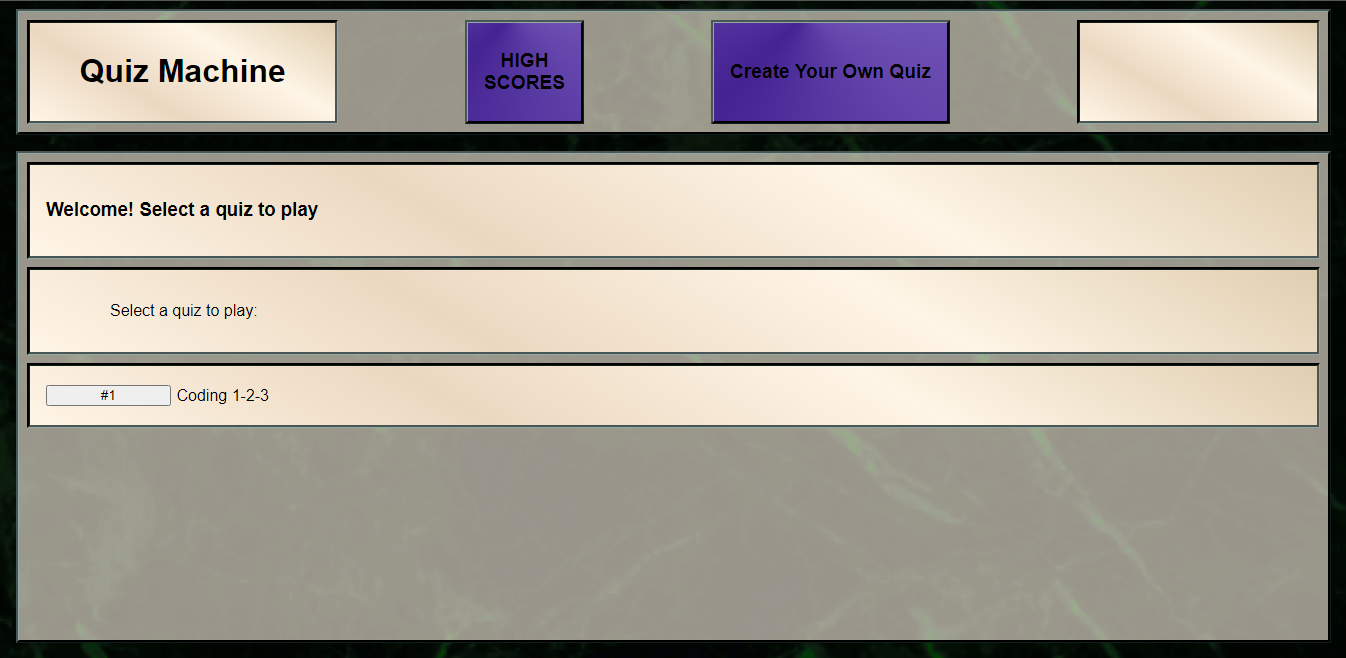 Quiz Machine
HIGH
SCORES
Create Your Own Quiz
Welcome! Select a quiz to play
Select a quiz to play:
#1 Coding 1-2-3